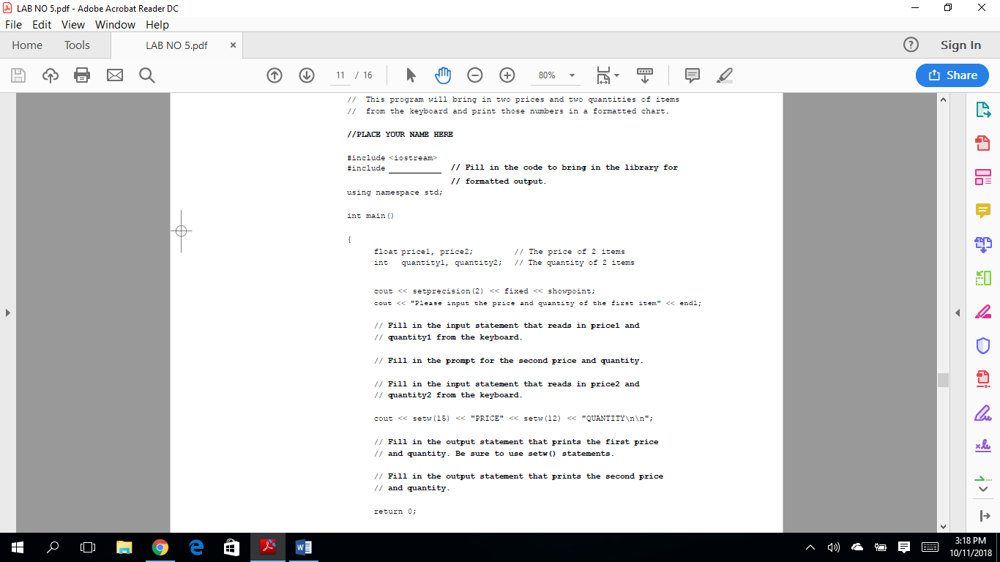 LAB NO 5.pdf - Adobe Acrobat Reader DC
File Edit View Window Help
Home Tools LAB NO 5.pdf × ? Sign In
11 / 16 80% Share
// This program will bring in two prices and two quantities of items
// from the keyboard and print those numbers in a formatted chart.
//PLACE YOUR NAME HERE
#include <iostream>
#include __________ // Fill in the code to bring in the library for
// formatted output.
using namespace std;
int main()
{
float price1, price2; // The price of 2 items
int quantity1, quantity2; // The quantity of 2 items
cout << setprecision(2) << fixed << showpoint;
cout << "Please input the price and quantity of the first item" << endl;
// Fill in the input statement that reads in price1 and
// quantity1 from the keyboard.
// Fill in the prompt for the second price and quantity.
// Fill in the input statement that reads in price2 and
// quantity2 from the keyboard.
cout << setw(15) << "PRICE" << setw(12) << "QUANTITY\n\n";
// Fill in the output statement that prints the first price
// and quantity. Be sure to use setw() statements.
// Fill in the output statement that prints the second price
// and quantity.
return 0;
3:18 PM
10/11/2018